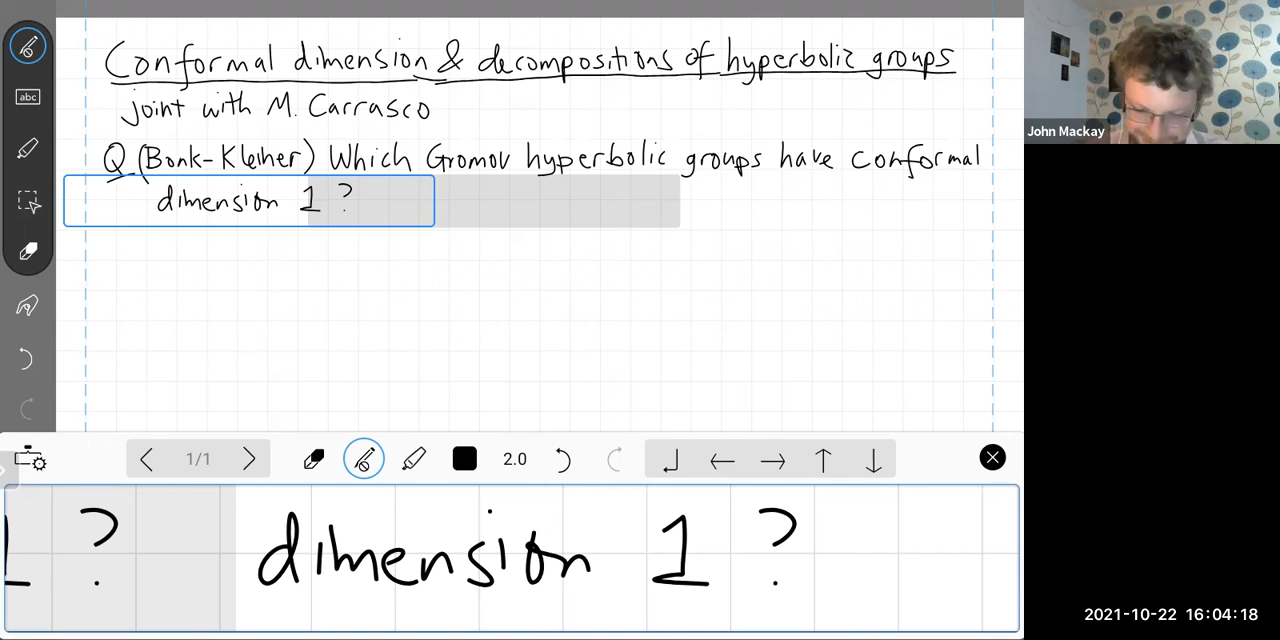 Conformal dimension & decompositions of hyperbolic groups
joint with M. Carrasco
Q (Bonk-Kleiner) Which Gromov hyperbolic groups have conformal
dimension 1 ?
abc
John Mackay
1/1
2.0
1 ? dimension 1 ?
2021-10-22 16:04:18